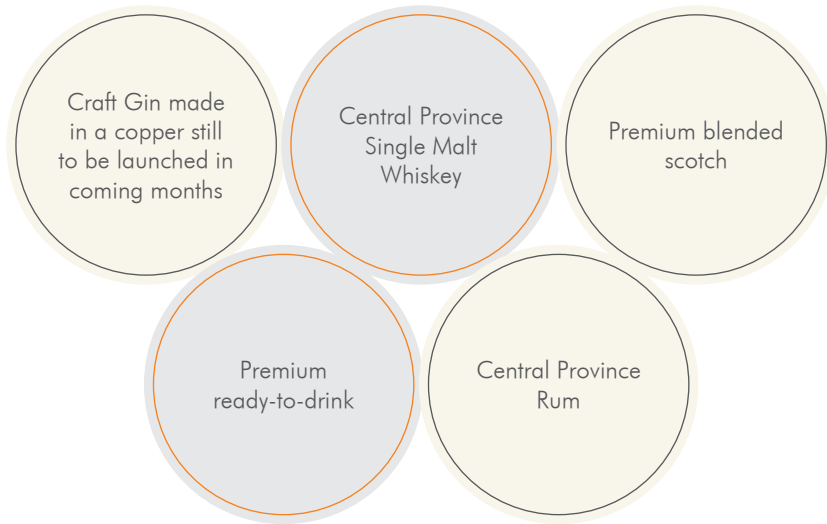 Craft Gin made
in a copper still
to be launched in
coming months
Central Province
Single Malt
Whiskey
Premium blended
scotch
Premium
ready-to-drink
Central Province
Rum